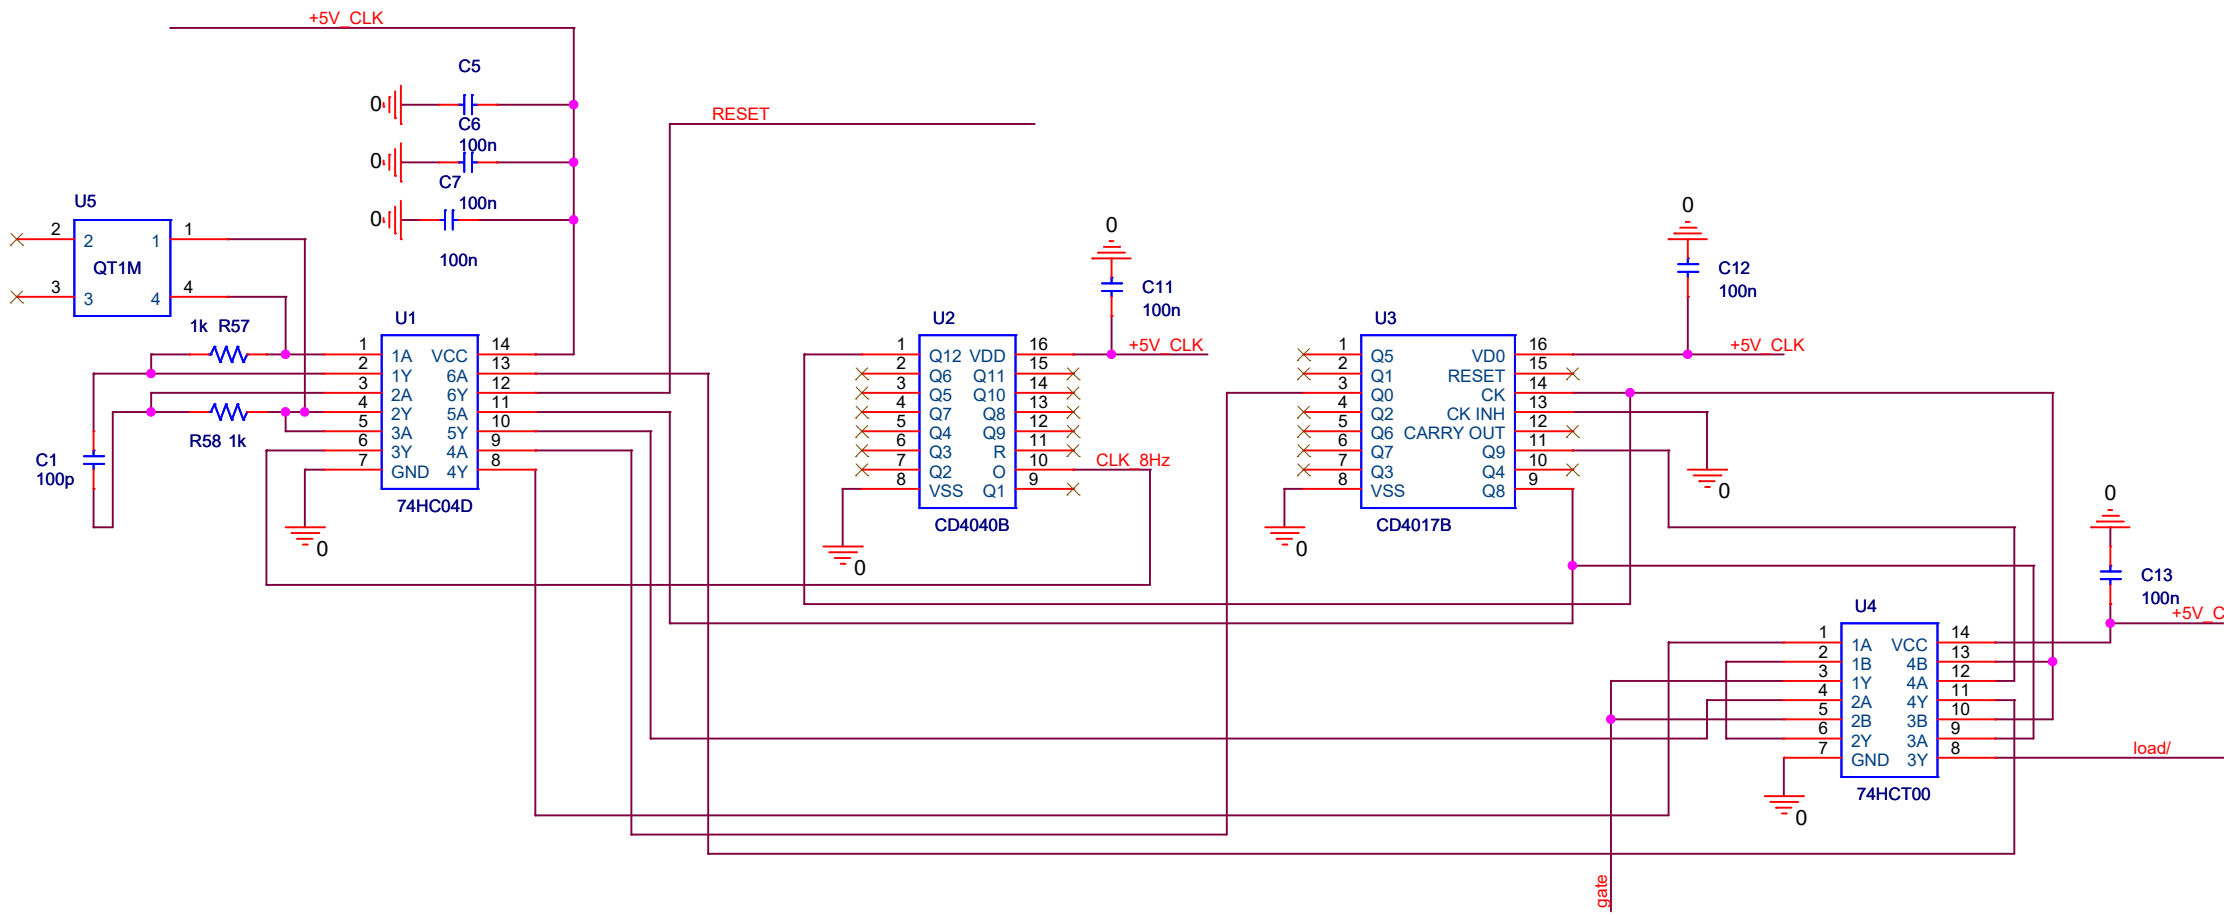 +5V_CLK
C5
0
C6
100n
0
C7
100n
0
100n
RESET
U5
2 2 1 1
QT1M
3 3 4 4
1k R57
R58 1k
C1
100p
U1
1 1A VCC 14
2 1Y 6A 13
3 2A 6Y 12
4 2Y 5A 11
5 3A 5Y 10
6 3Y 4A 9
7 GND 4Y 8
74HC04D
0
0
C11
100n
+5V_CLK
U2
1 Q12 VDD 16
2 Q6 Q11 15
3 Q5 Q10 14
4 Q7 Q8 13
5 Q4 Q9 12
6 Q3 R 11
7 Q2 O 10
8 VSS Q1 9
CD4040B
CLK_8Hz
0
0
C12
100n
+5V_CLK
U3
1 Q5 VD0 16
2 Q1 RESET 15
3 Q0 CK 14
4 Q2 CK INH 13
5 Q6 CARRY OUT 12
6 Q7 Q9 11
7 Q3 Q4 10
8 VSS Q8 9
CD4017B
0
0
0
C13
100n
+5V_C
U4
1 1A VCC 14
2 1B 4B 13
3 1Y 4A 12
4 2A 4Y 11
5 2B 3B 10
6 2Y 3A 9
7 GND 3Y 8
74HCT00
0
load/
gate